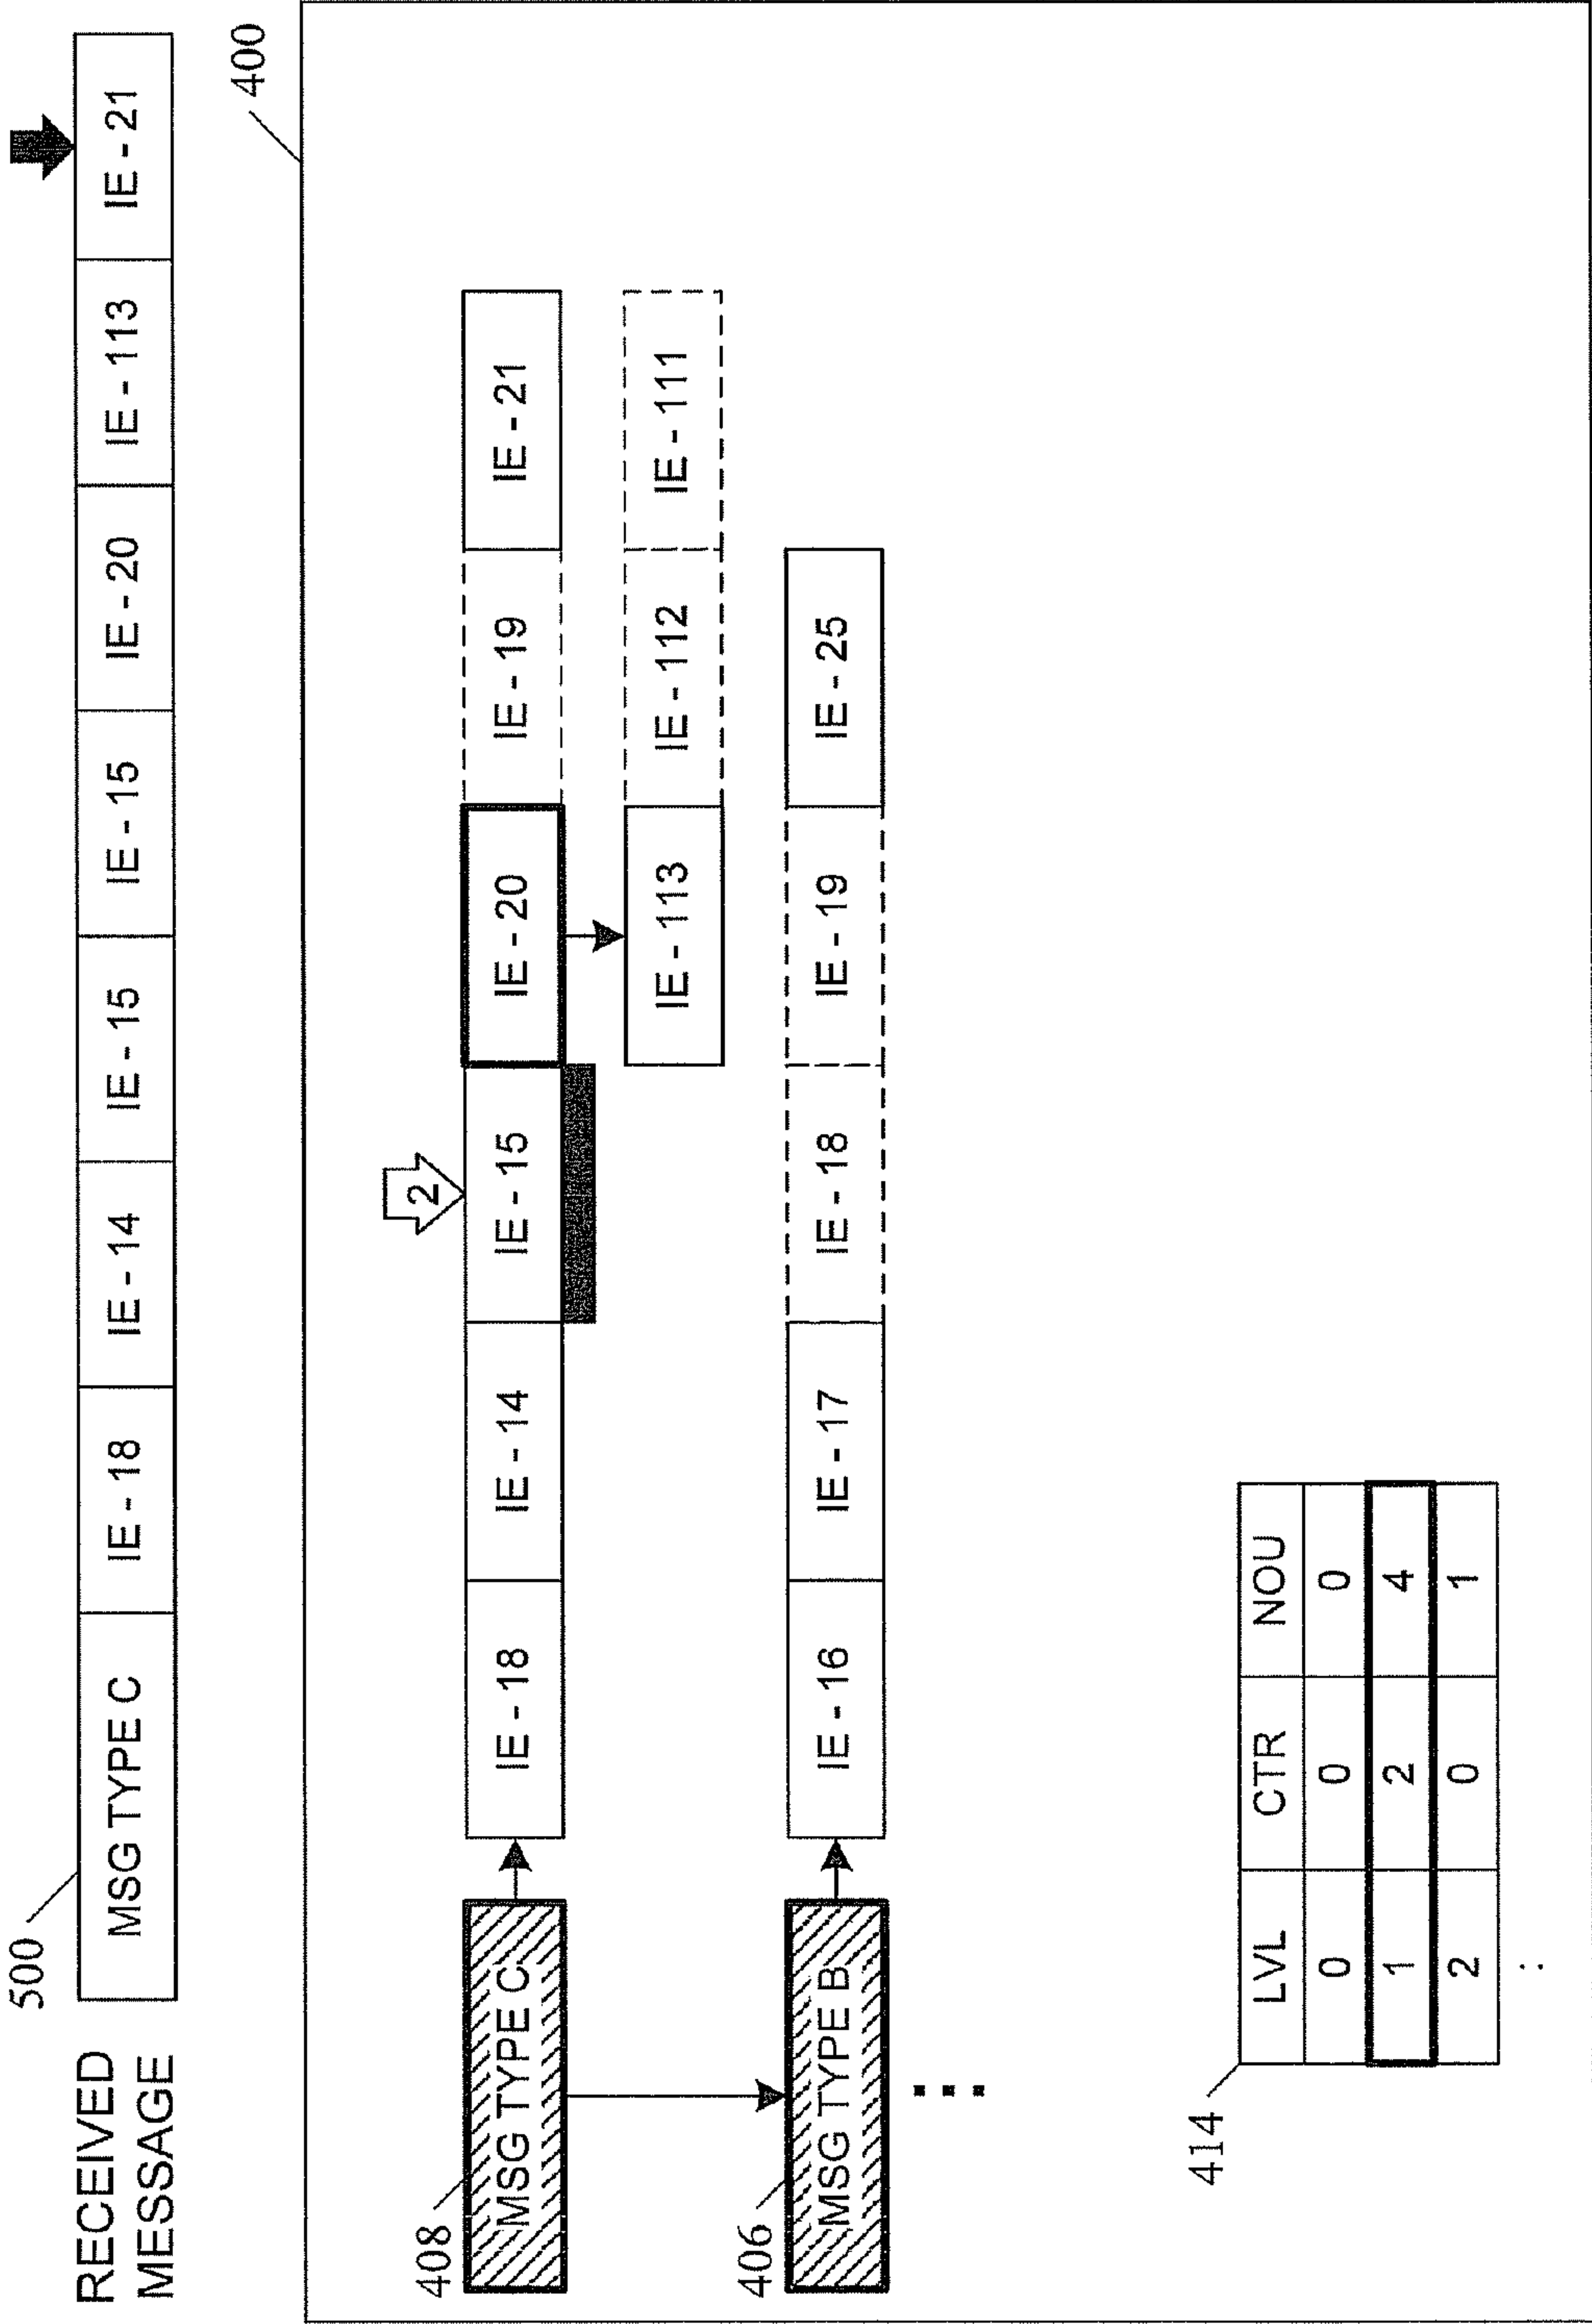 RECEIVED
MESSAGE
500
MSG TYPE C
IE - 18
IE - 14
IE - 15
IE - 15
IE - 20
IE - 113
IE - 21
400
2
408
MSG TYPE C
IE - 18
IE - 14
IE - 15
IE - 20
IE - 19
IE - 21
IE - 113
IE - 112
IE - 111
406
MSG TYPE B
IE - 16
IE - 17
IE - 18
IE - 19
IE - 25
414
LVL CTR NOU
0 0 0
1 2 4
2 0 1